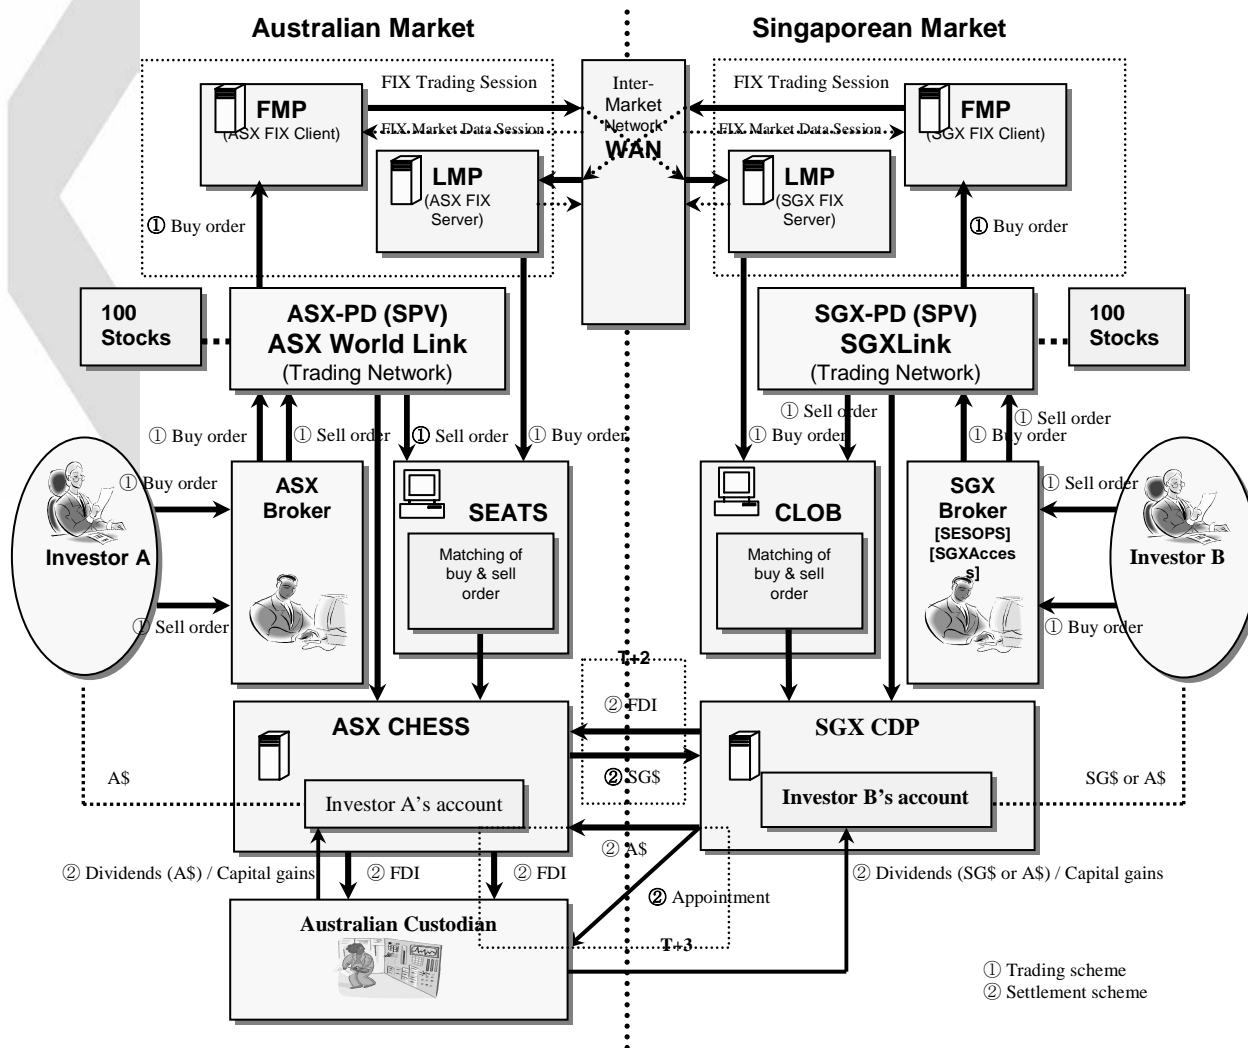 Australian Market
Singaporean Market
FIX Trading Session
Inter-
Market
Network
WAN
FIX Trading Session
FMP
(ASX FIX Client)
FIX Market Data Session
FIX Market Data Session
FMP
(SGX FIX Client)
LMP
(ASX FIX
Server)
LMP
(SGX FIX
Server)
① Buy order
① Buy order
100
Stocks
ASX-PD (SPV)
ASX World Link
(Trading Network)
SGX-PD (SPV)
SGXLink
(Trading Network)
100
Stocks
① Buy order
① Sell order
① Sell order
① Buy order
① Sell order
① Buy order
① Sell order
① Buy order
① Buy order
ASX
Broker
SEATS
Matching of
buy & sell
order
CLOB
Matching of
buy & sell
order
SGX
Broker
[SESOPS]
[SGXAcces
s]
① Sell order
Investor A
Investor B
① Sell order
① Buy order
T+2
② FDI
② SG$
ASX CHESS
SGX CDP
A$
SG$ or A$
Investor A's account
Investor B's account
② A$
② Dividends (A$) / Capital gains
② FDI
② FDI
② Dividends (SG$ or A$) / Capital gains
② Appointment
Australian Custodian
T+3
① Trading scheme
② Settlement scheme